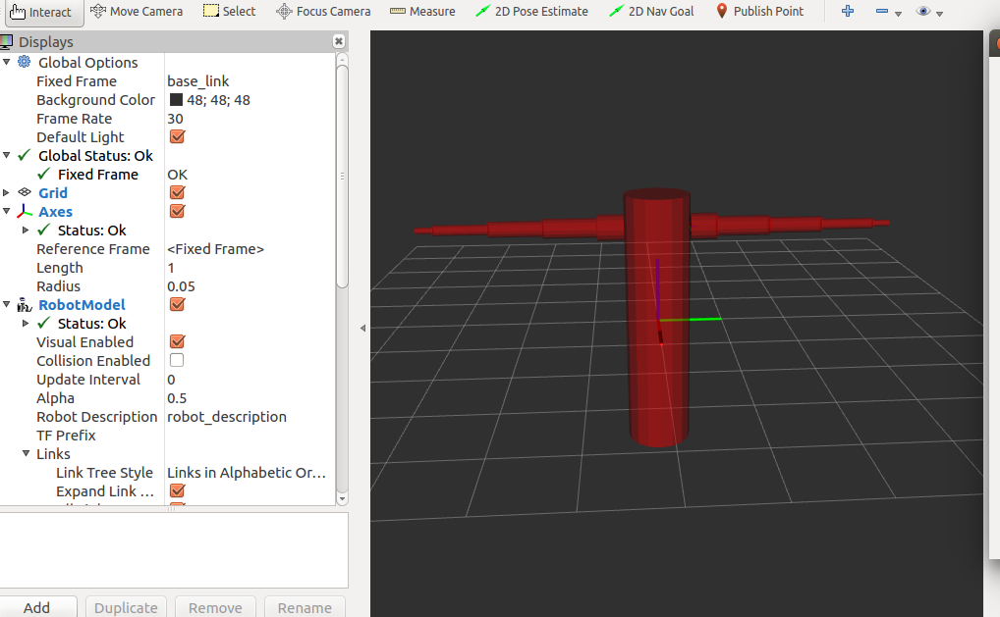 Interact Move Camera Select Focus Camera Measure 2D Pose Estimate 2D Nav Goal Publish Point
Displays
Global Options
Fixed Frame base_link
Background Color 48; 48; 48
Frame Rate 30
Default Light
Global Status: Ok
Fixed Frame OK
Grid
Axes
Status: Ok
Reference Frame <Fixed Frame>
Length 1
Radius 0.05
RobotModel
Status: Ok
Visual Enabled
Collision Enabled
Update Interval 0
Alpha 0.5
Robot Description robot_description
TF Prefix
Links
Link Tree Style Links in Alphabetic Or...
Expand Link ...
Add Duplicate Remove Rename